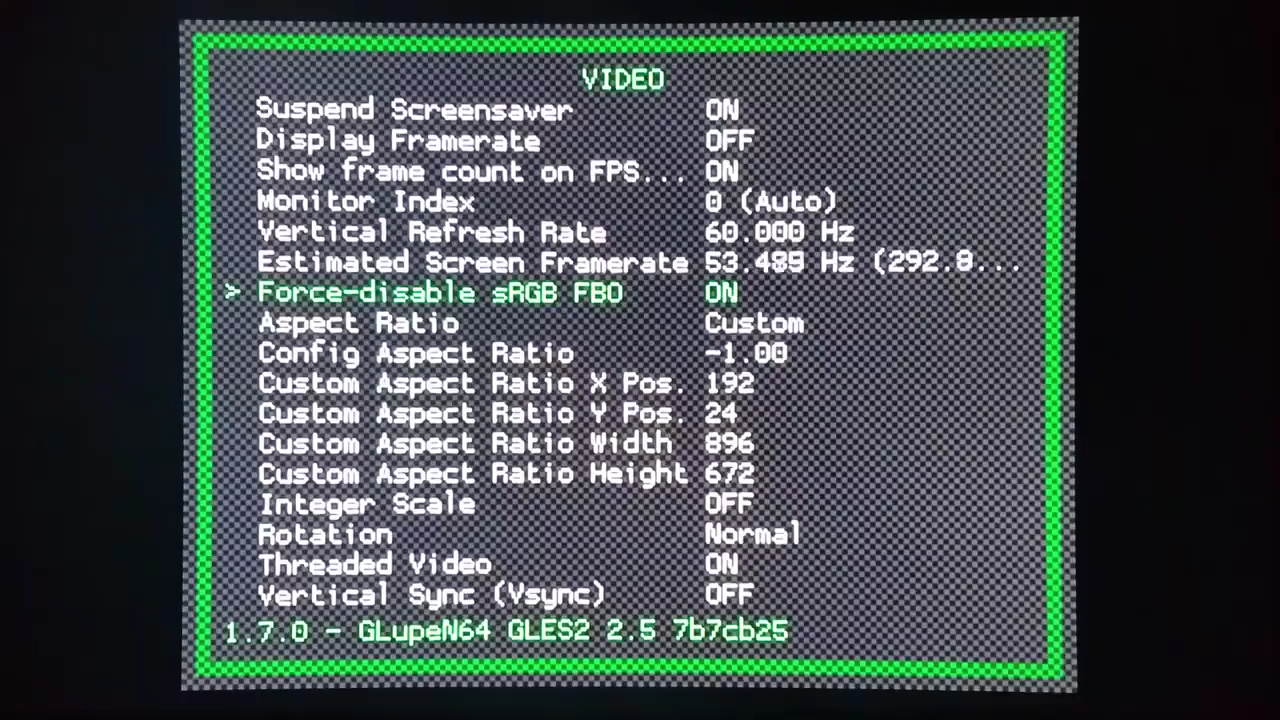 VIDEO
Suspend Screensaver ON
Display Framerate OFF
Show frame count on FPS... ON
Monitor Index 0 (Auto)
Vertical Refresh Rate 60.000 Hz
Estimated Screen Framerate Hz (292.
> Force-disable sRGB FBO ON
Aspect Ratio Custom
Config Aspect Ratio -1.00
Custom Aspect Ratio X Pos. 192
Custom Aspect Ratio Y Pos. 24
Custom Aspect Ratio Width 896
Custom Aspect Ratio Height 672
Integer Scale OFF
Rotation Normal
Threaded Video ON
Vertical Sync (Vsync) OFF
1.7.0 - GLupeN64 GLES2 2.5 7b7cb25